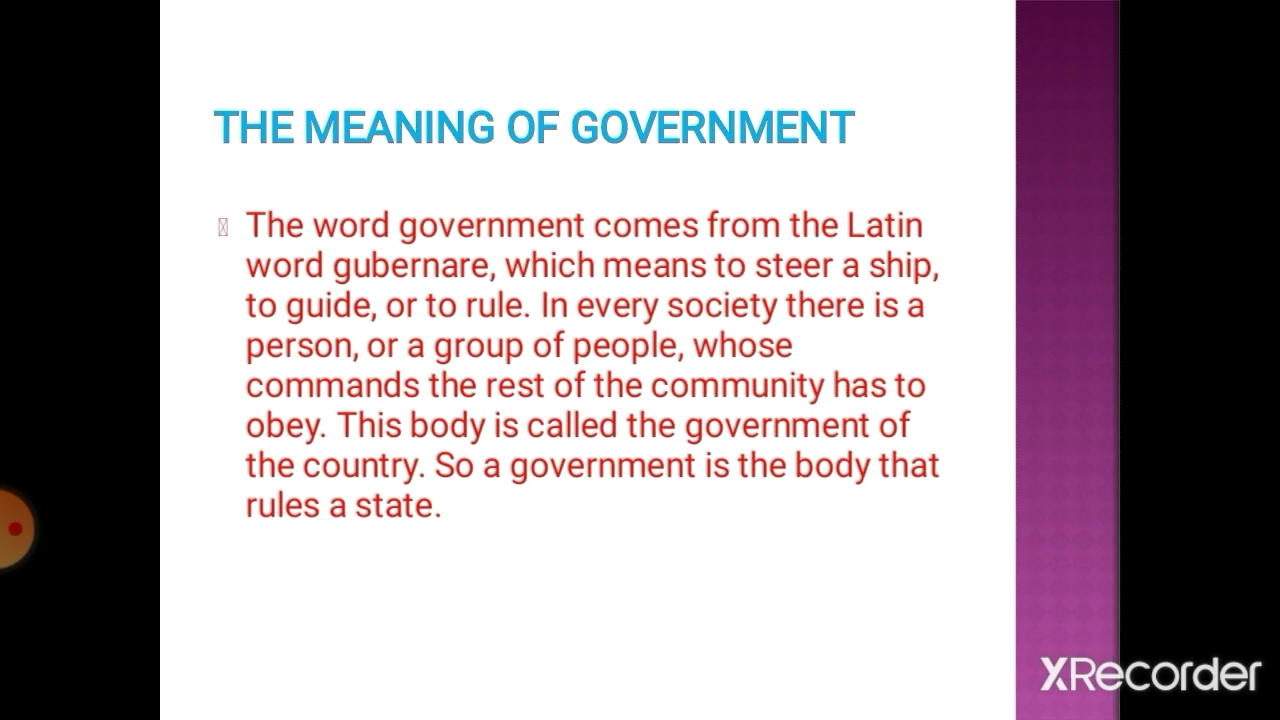 THE MEANING OF GOVERNMENT
The word government comes from the Latin
word gubernare, which means to steer a ship,
to guide, or to rule. In every society there is a
person, or a group of people, whose
commands the rest of the community has to
obey. This body is called the government of
the country. So a government is the body that
rules a state.
XRecorder